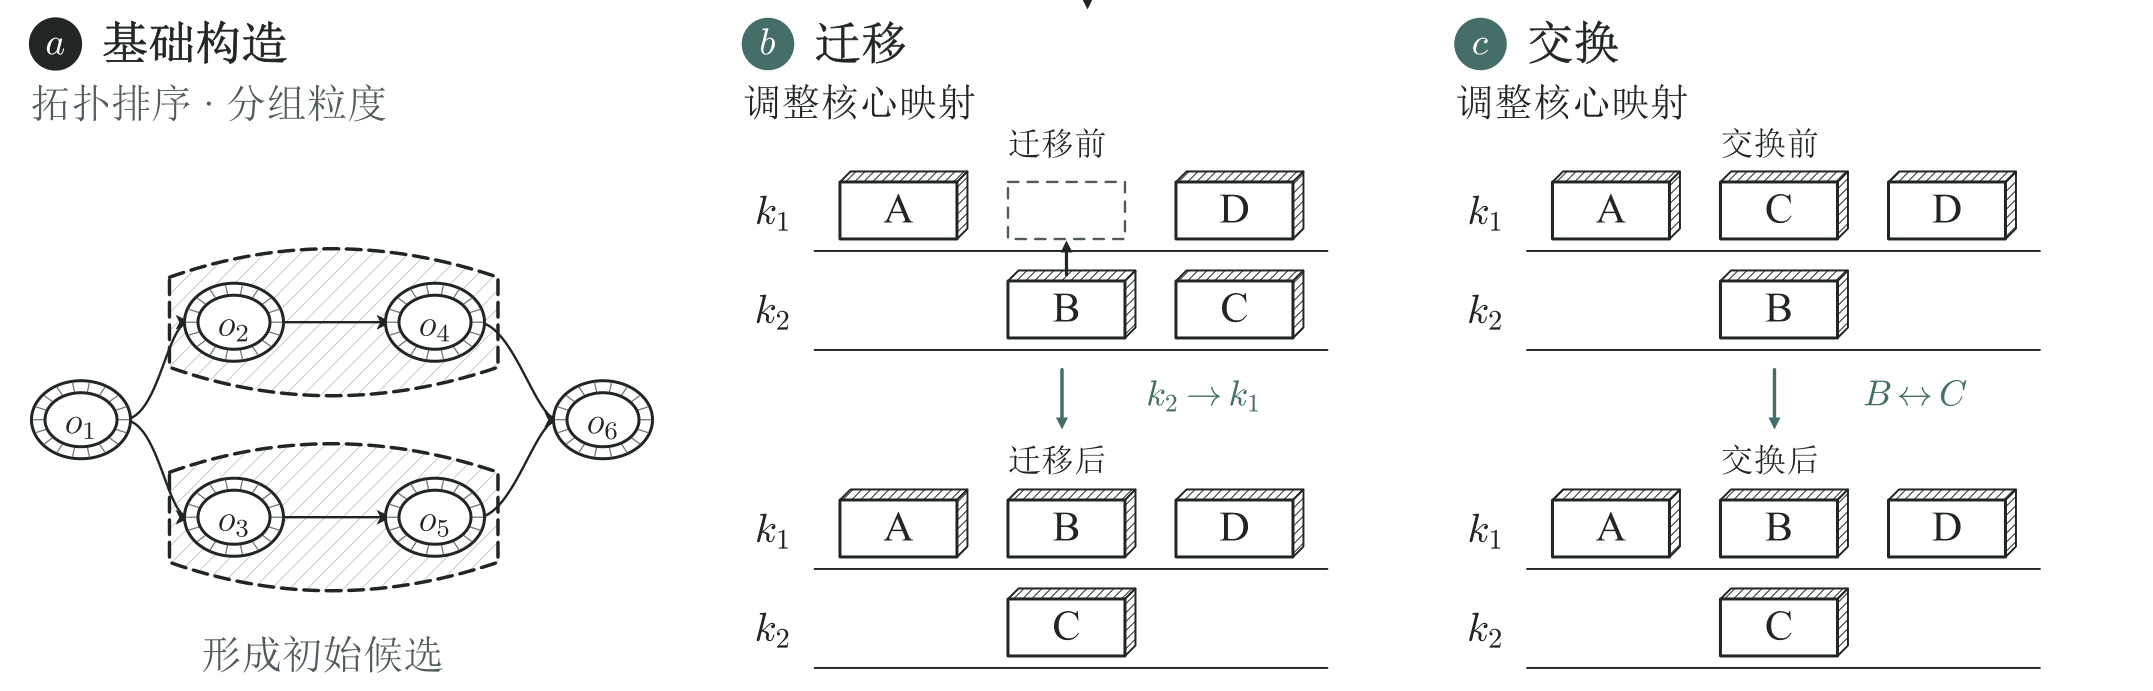 a 基础构造
拓扑排序 · 分组粒度
o₂ o₄
o₁ o₆
o₃ o₅
形成初始候选
b 迁移
调整核心映射
迁移前
k₁ A D
k₂ B C
k₂ → k₁
迁移后
k₁ A B D
k₂ C
c 交换
调整核心映射
交换前
k₁ A C D
k₂ B
B ↔ C
交换后
k₁ A B D
k₂ C